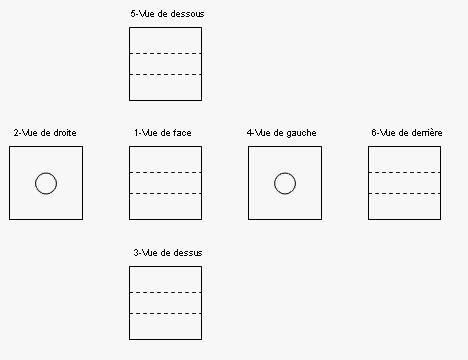 5-Vue de dessous
2-Vue de droite
1-Vue de face
4-Vue de gauche
6-Vue de derrière
3-Vue de dessus